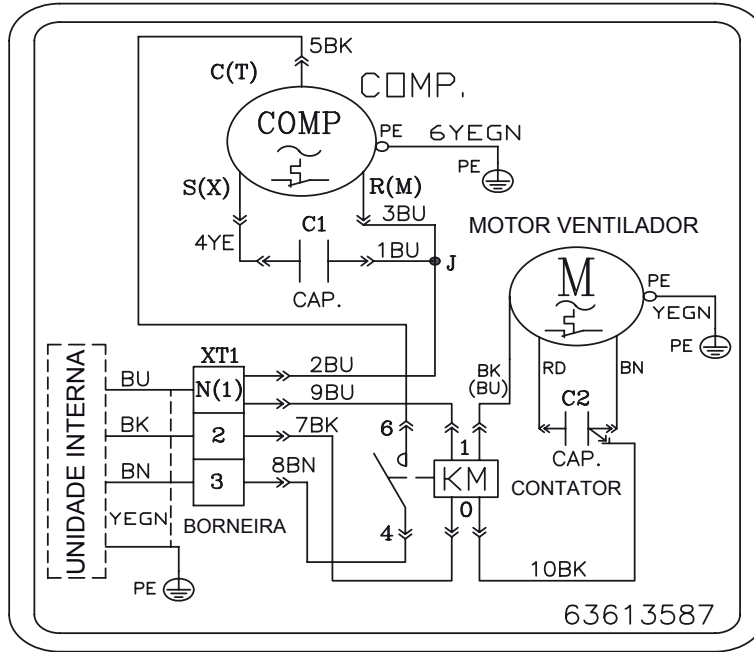 5BK
C(T)
COMP.
COMP
PE
6YEGN
PE
S(X)
R(M)
3BU
C1
4YE
1BU
J
CAP.
MOTOR VENTILADOR
M
PE
YEGN
PE
RD
BN
BK
(BU)
C2
CAP.
UNIDADE INTERNA
XT1
BU
N(1)
2BU
9BU
BK
2
7BK
6
1
BN
3
8BN
KM
CONTATOR
4
0
YEGN
BORNEIRA
PE
10BK
63613587